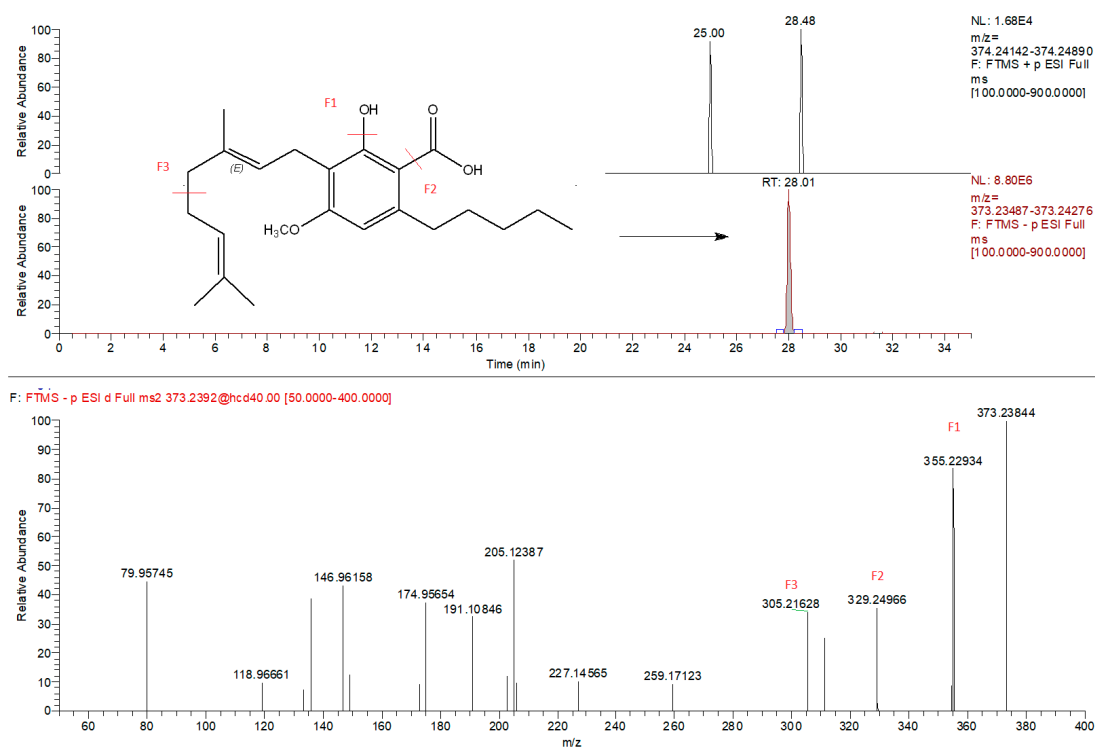 Relative Abundance
100
80
60
40
20
0
25.00
28.48
NL: 1.68E4
m/z=
374.24142-374.24890
F: FTMS + p ESI Full
ms
[100.0000-900.0000]
F1
OH
O
OH
F2
F3
(E)
H₃CO
Relative Abundance
100
80
60
40
20
0
RT: 28.01
NL: 8.80E6
m/z=
373.23487-373.24276
F: FTMS - p ESI Full
ms
[100.0000-900.0000]
0 2 4 6 8 10 12 14 16 18 20 22 24 26 28 30 32 34
Time (min)
F: FTMS - p ESI d Full ms2 373.2392@hcd40.00 [50.0000-400.0000]
Relative Abundance
100
90
80
70
60
50
40
30
20
10
0
79.95745
118.96661
146.96158
174.95654
191.10846
205.12387
227.14565
259.17123
F3
305.21628
F2
329.24966
F1
355.22934
373.23844
60 80 100 120 140 160 180 200 220 240 260 280 300 320 340 360 380 400
m/z